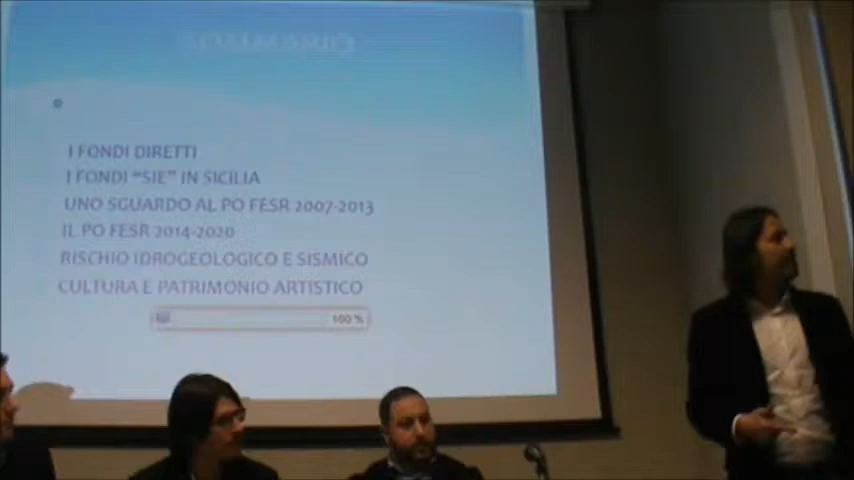 SOMMARIO
I FONDI DIRETTI
I FONDI "SIE" IN SICILIA
UNO SGUARDO AL PO FESR 2007-2013
IL PO FESR 2014-2020
RISCHIO IDROGEOLOGICO E SISMICO
CULTURA E PATRIMONIO ARTISTICO
100 %